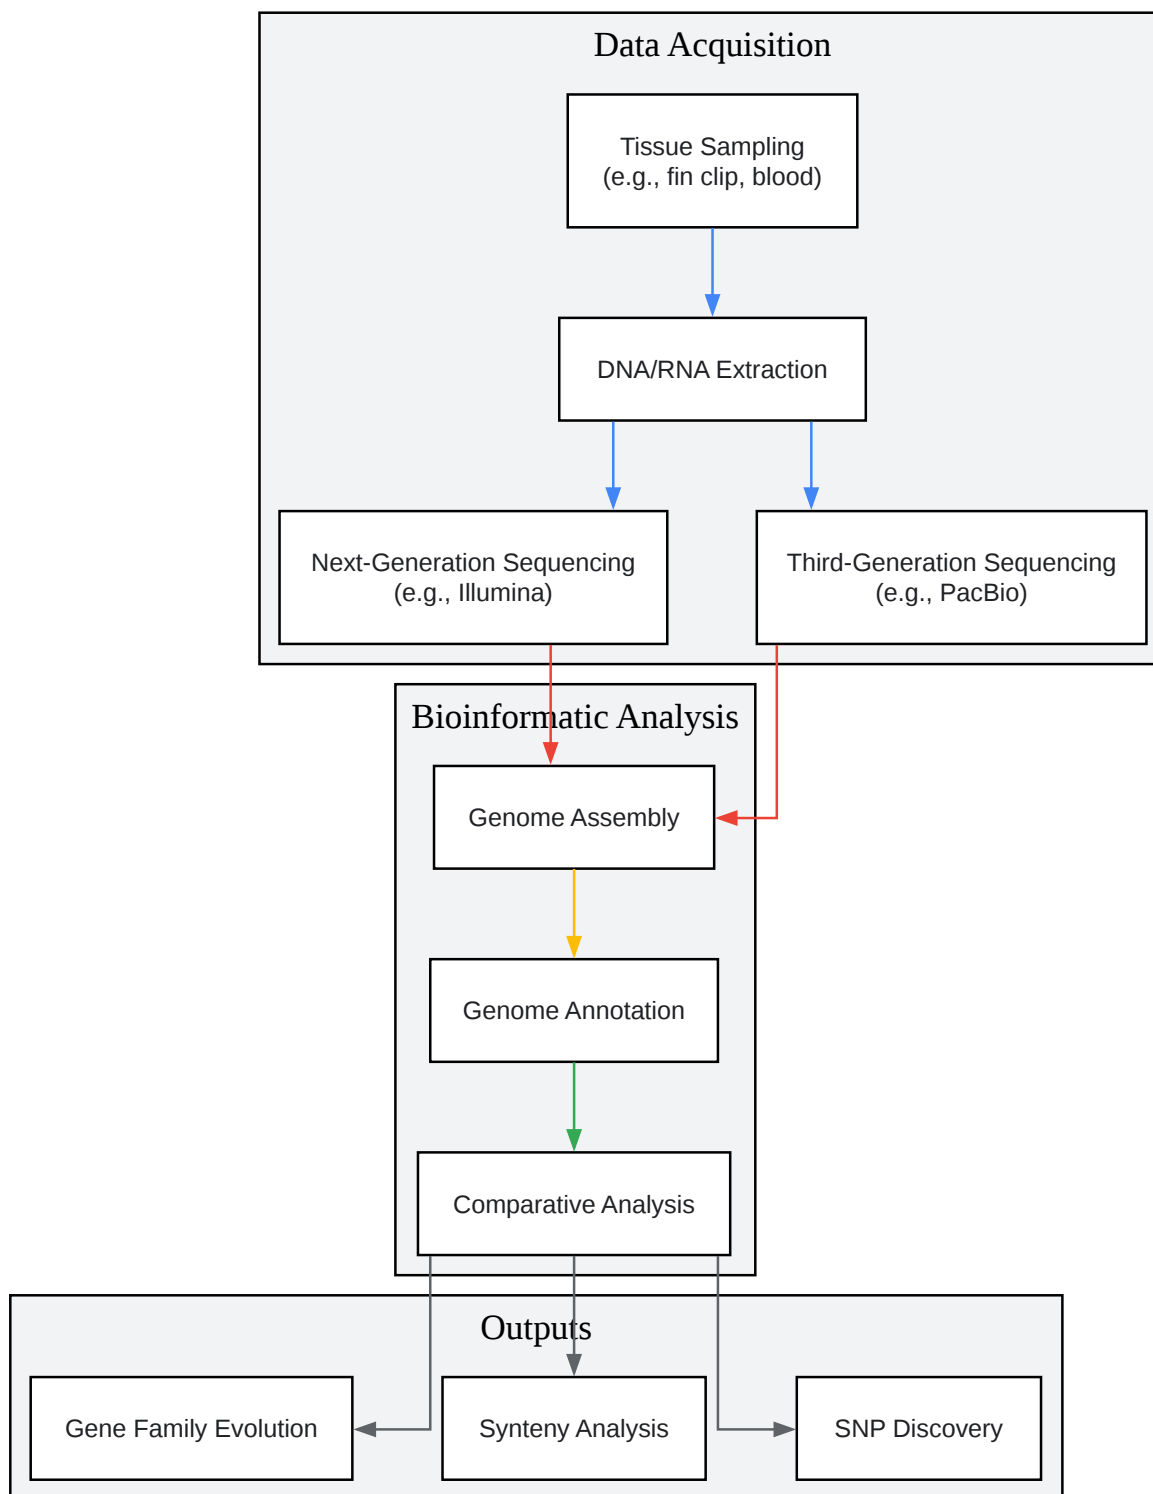 Data Acquisition
Tissue Sampling
(e.g., fin clip, blood)
DNA/RNA Extraction
Next-Generation Sequencing
(e.g., Illumina)
Third-Generation Sequencing
(e.g., PacBio)
Bioinformatic Analysis
Genome Assembly
Genome Annotation
Comparative Analysis
Outputs
Gene Family Evolution
Synteny Analysis
SNP Discovery